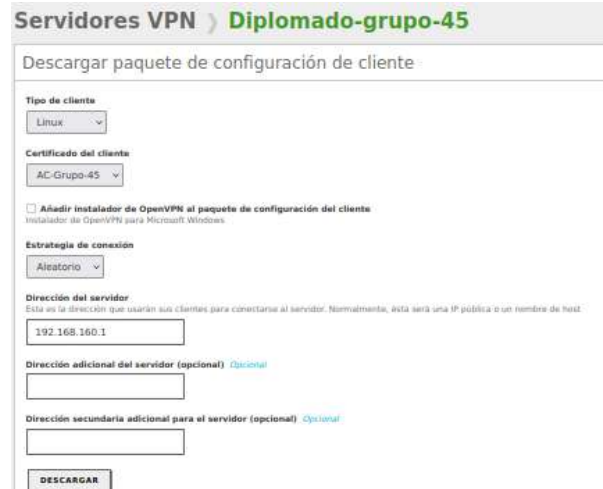 Servidores VPN › Diplomado-grupo-45
Descargar paquete de configuración de cliente
Tipo de cliente
Linux
Certificado del cliente
AC-Grupo-45
Añadir instalador de OpenVPN al paquete de configuración del cliente
Instalador de OpenVPN para Microsoft Windows
Estrategia de conexión
Aleatorio
Dirección del servidor
Esta es la dirección que usarán sus clientes para conectarse al servidor. Normalmente, ésta será una IP pública o un nombre de host
192.168.160.1
Dirección adicional del servidor (opcional) Opcional
Dirección secundaria adicional para el servidor (opcional) Opcional
DESCARGAR